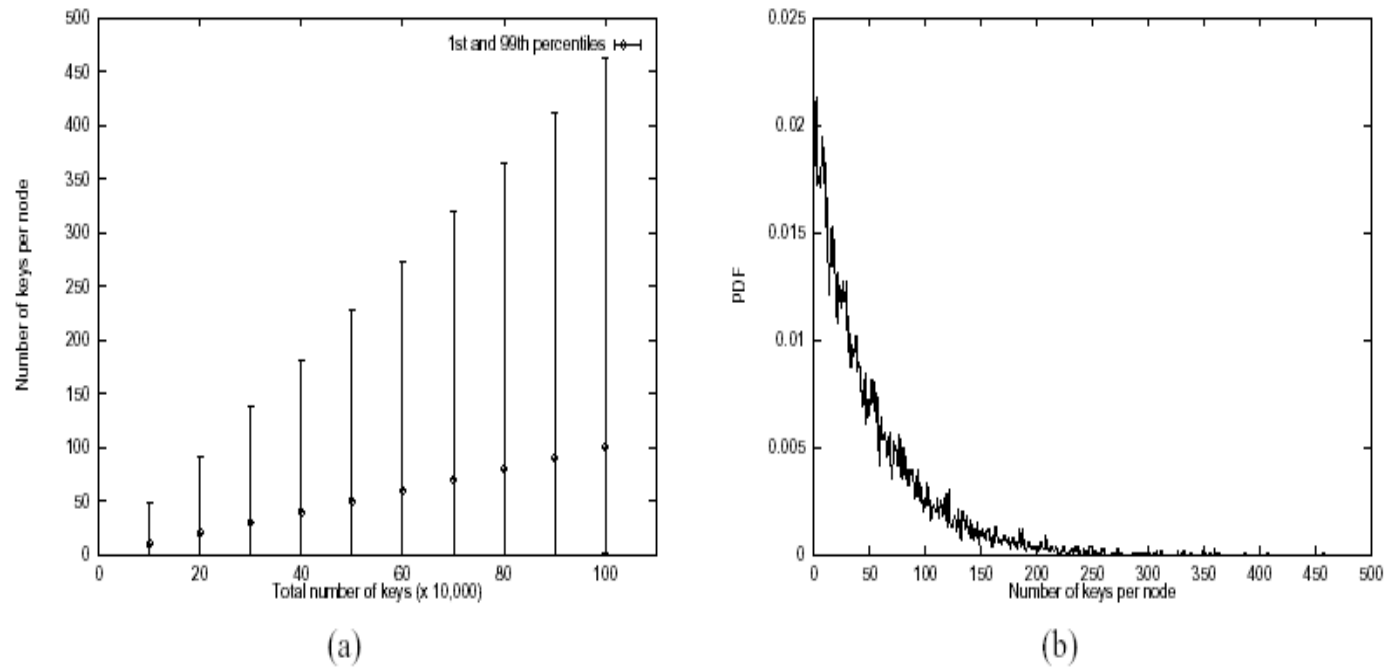 500
450
400
350
300
250
200
150
100
50
0
Number of keys per node
1st and 99th percentiles
0 20 40 60 80 100
Total number of keys (x 10,000)
(a)
0.025
0.02
0.015
0.01
0.005
0
PDF
0 50 100 150 200 250 300 350 400 450 500
Number of keys per node
(b)